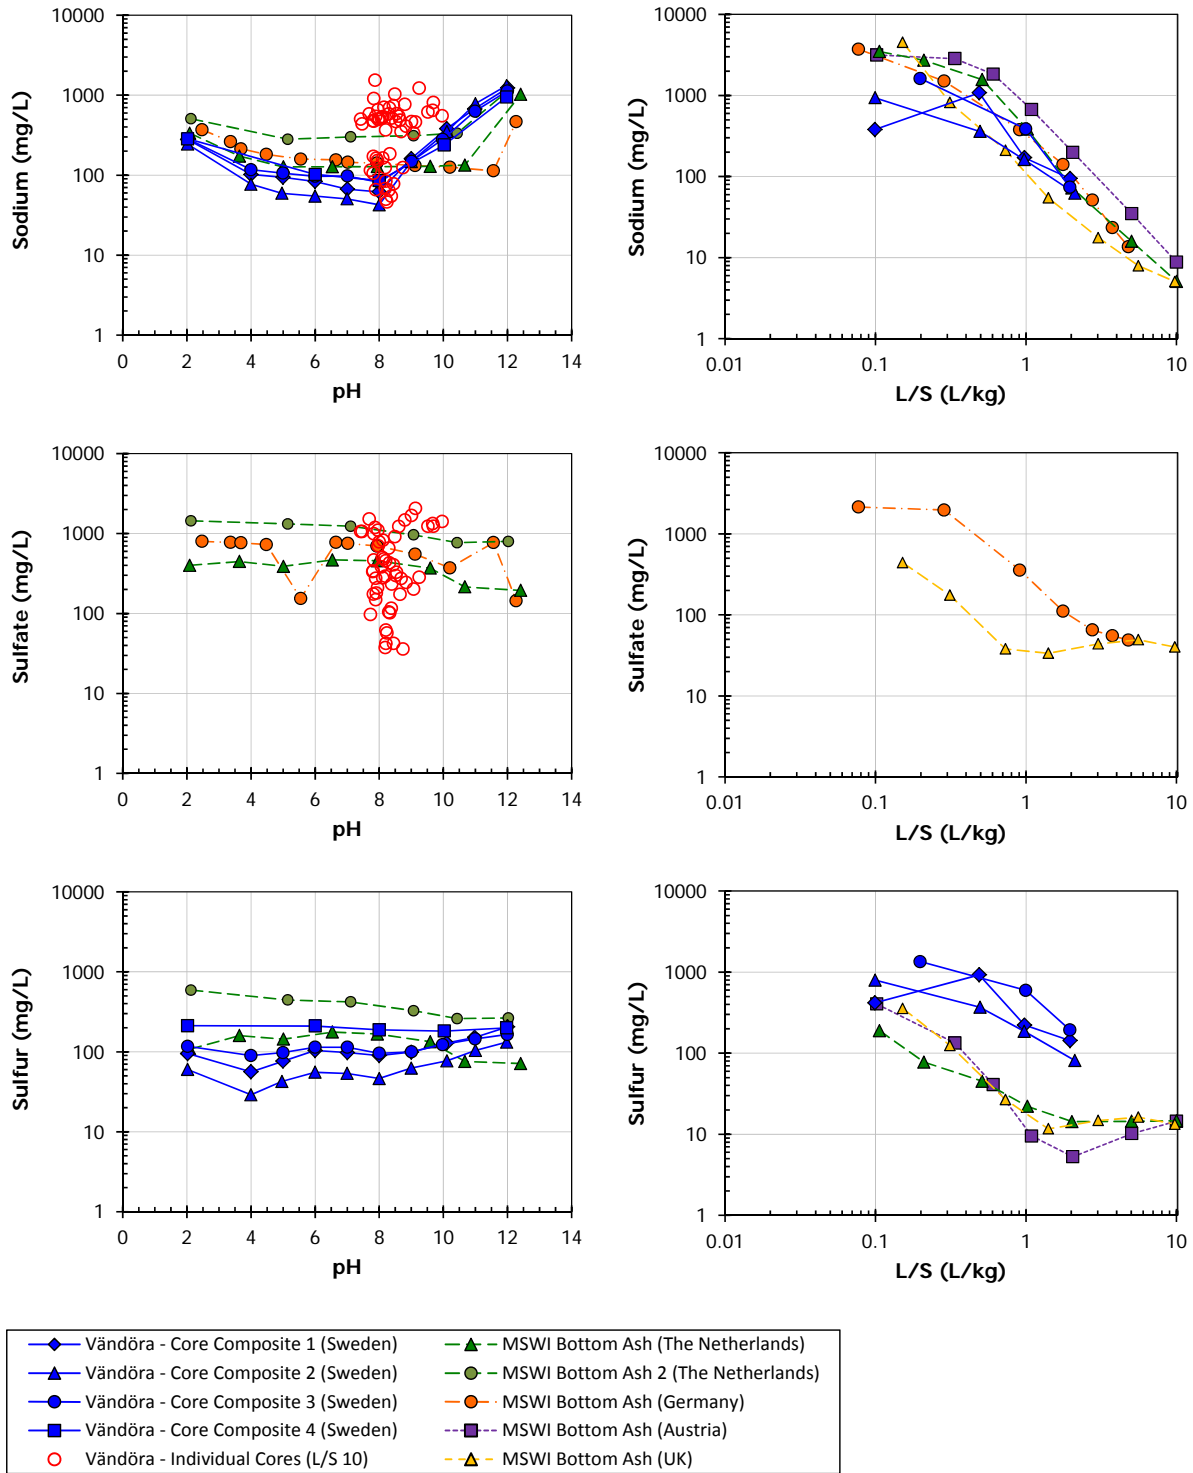 10000
1000
100
10
1
0 2 4 6 8 10 12 14
Sodium (mg/L)
pH
10000
1000
100
10
1
0.01 0.1 1 10
Sodium (mg/L)
L/S (L/kg)
10000
1000
100
10
1
0 2 4 6 8 10 12 14
Sulfate (mg/L)
pH
10000
1000
100
10
1
0.01 0.1 1 10
Sulfate (mg/L)
L/S (L/kg)
10000
1000
100
10
1
0 2 4 6 8 10 12 14
Sulfur (mg/L)
pH
10000
1000
100
10
1
0.01 0.1 1 10
Sulfur (mg/L)
L/S (L/kg)
Vändöra - Core Composite 1 (Sweden)
Vändöra - Core Composite 2 (Sweden)
Vändöra - Core Composite 3 (Sweden)
Vändöra - Core Composite 4 (Sweden)
Vändöra - Individual Cores (L/S 10)
MSWI Bottom Ash (The Netherlands)
MSWI Bottom Ash 2 (The Netherlands)
MSWI Bottom Ash (Germany)
MSWI Bottom Ash (Austria)
MSWI Bottom Ash (UK)